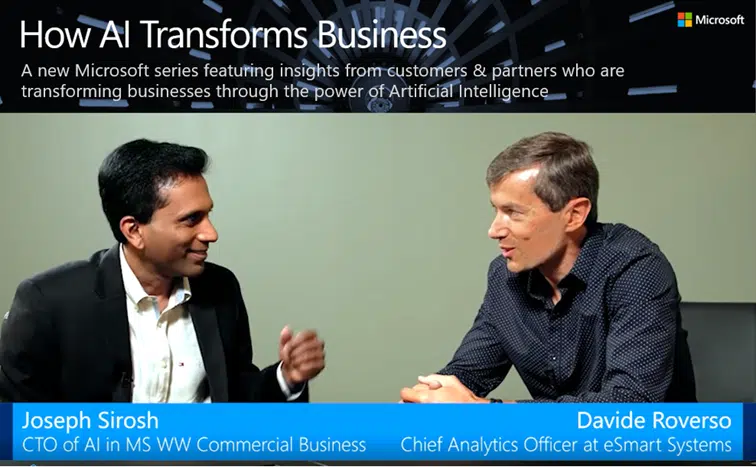 How AI Transforms Business
Microsoft
A new Microsoft series featuring insights from customers & partners who are
transforming businesses through the power of Artificial Intelligence
Joseph Sirosh
CTO of AI in MS WW Commercial Business
Davide Roverso
Chief Analytics Officer at eSmart Systems